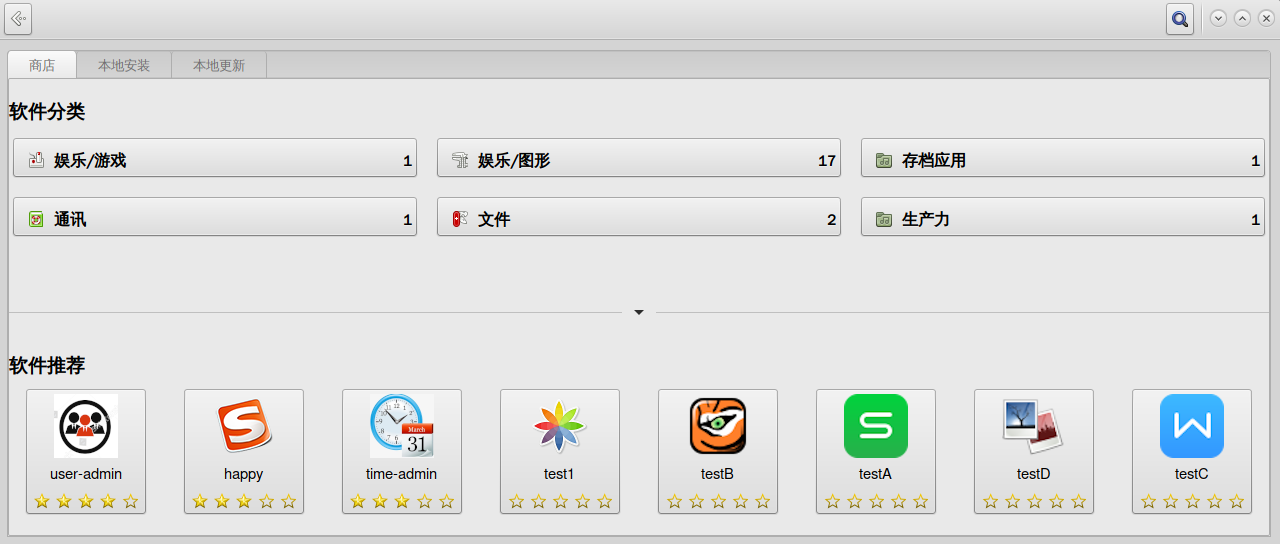 商店 本地安装 本地更新
软件分类
娱乐/游戏 1 娱乐/图形 17 存档应用 1
通讯 1 文件 2 生产力 1
软件推荐
March
31
user-admin happy time-admin test1 testB testA testD testC